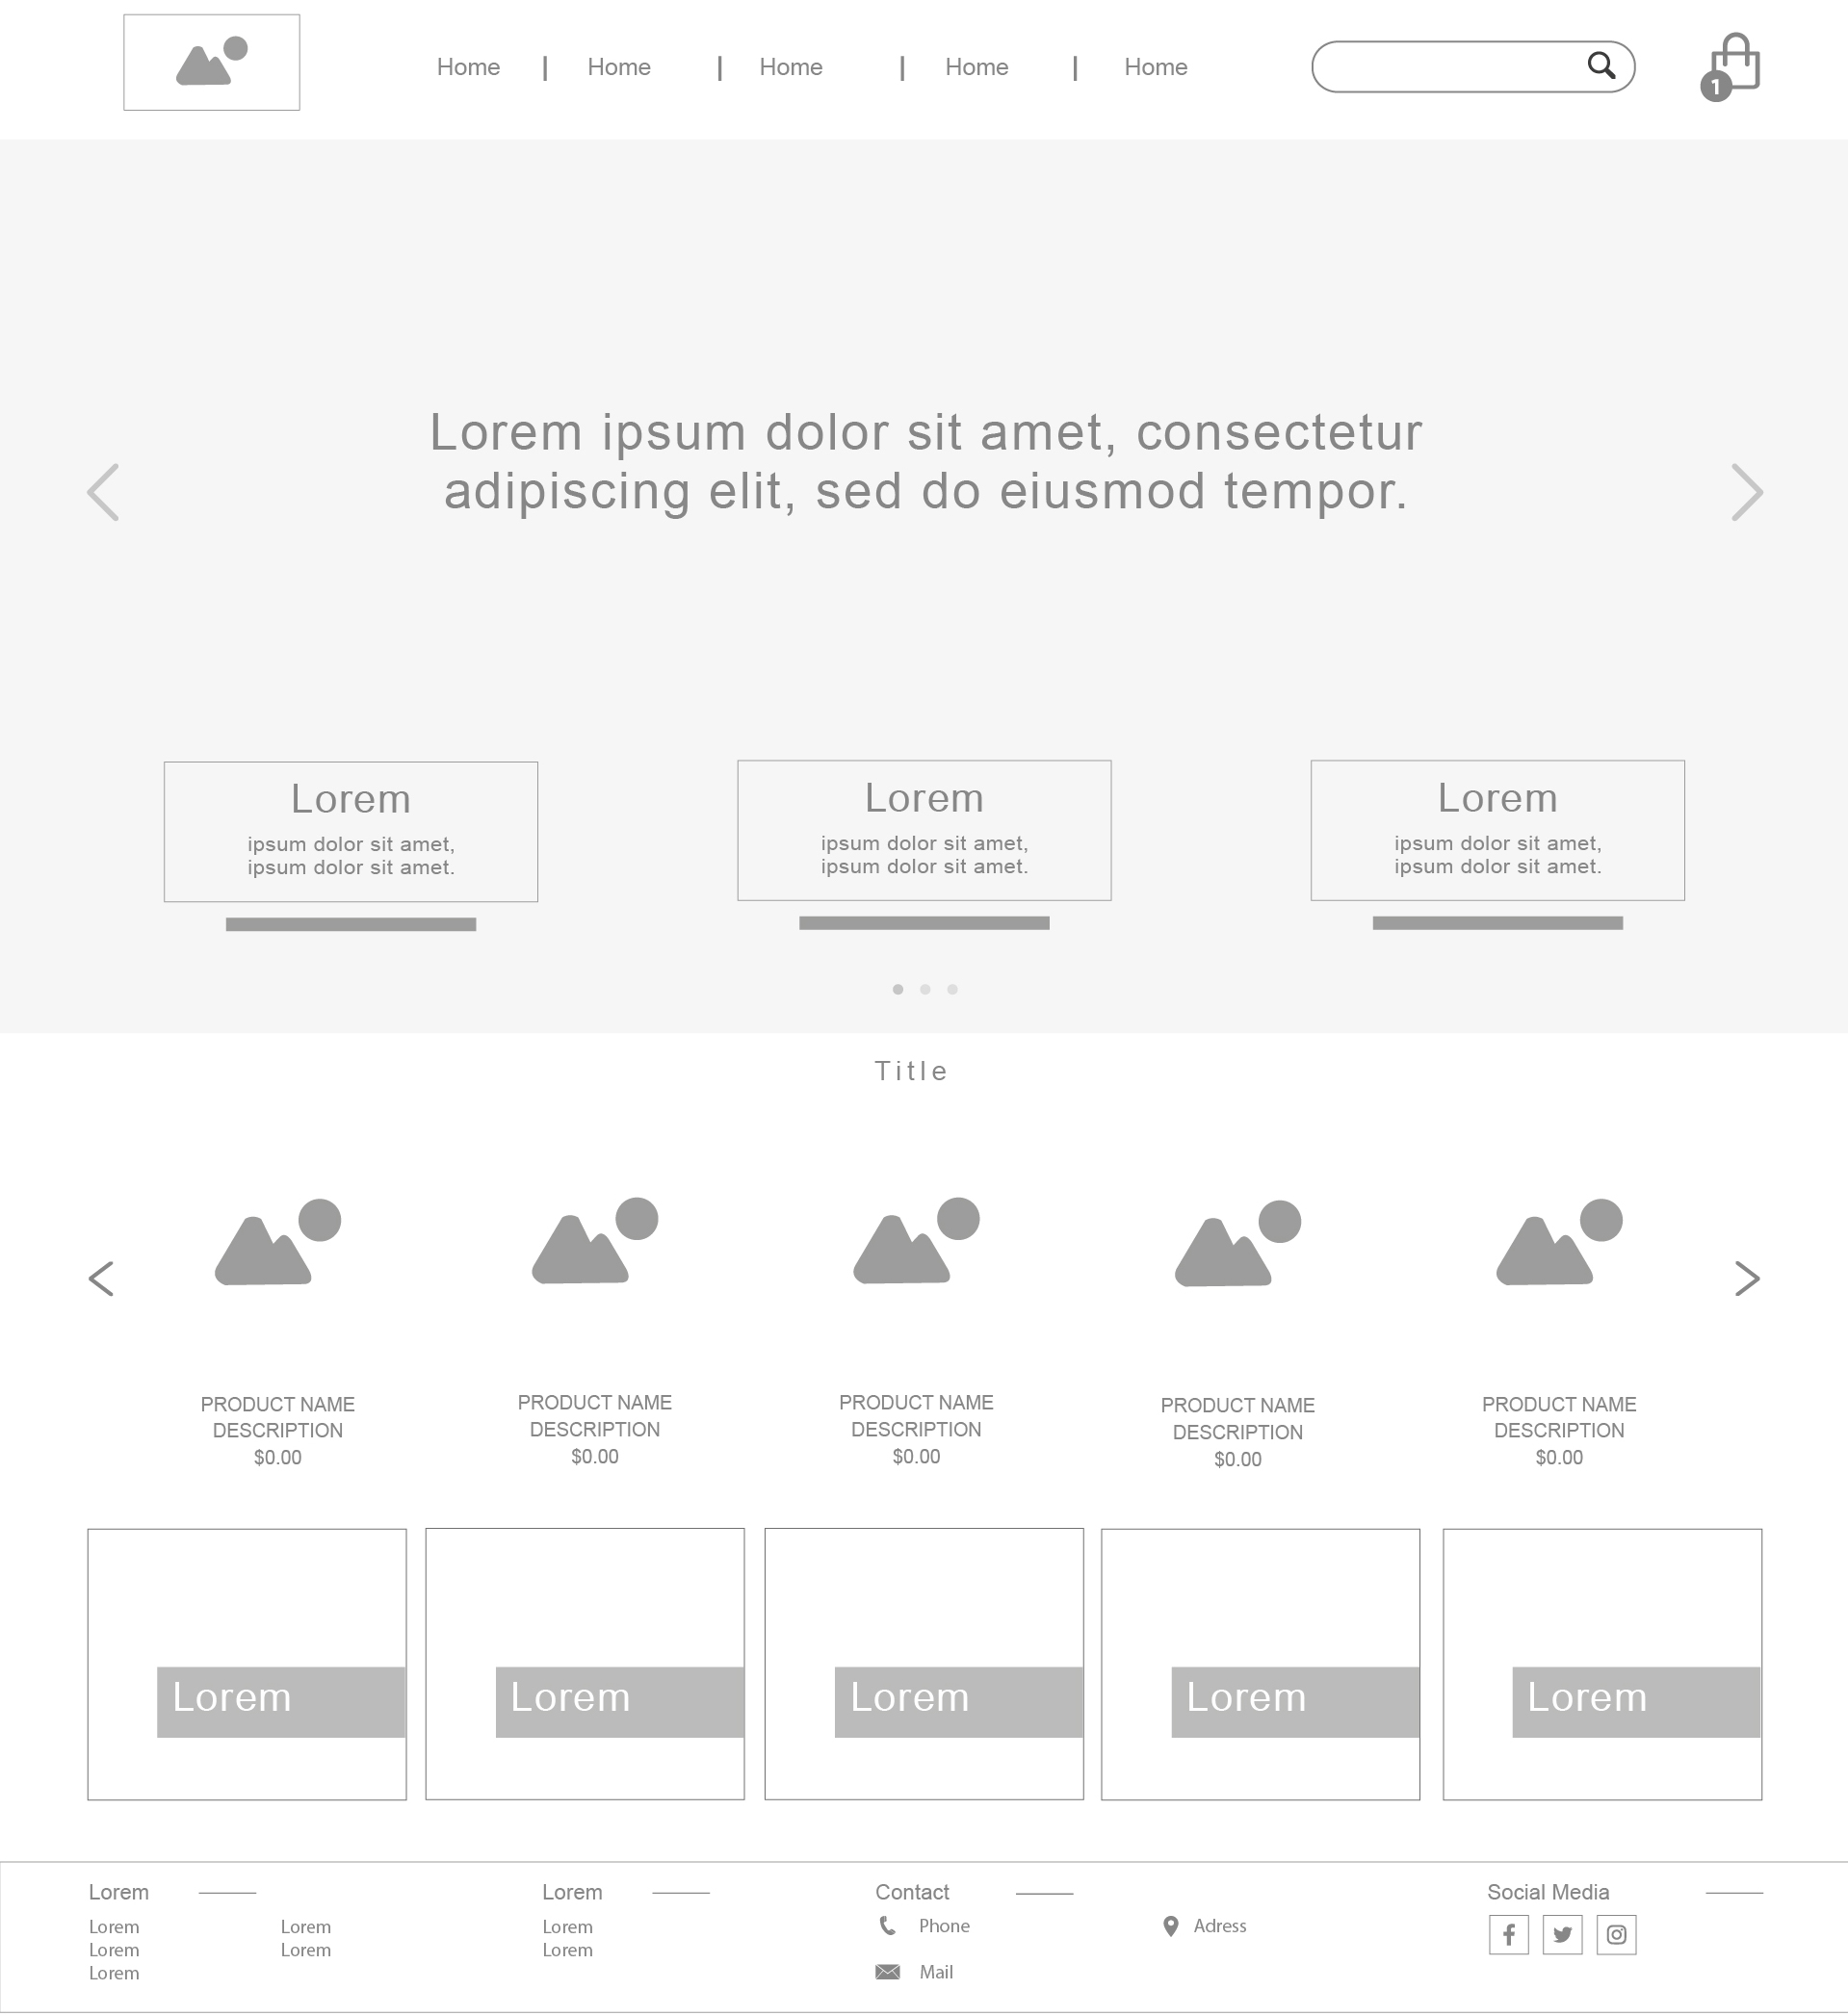 Home | Home | Home | Home | Home
1
Lorem ipsum dolor sit amet, consectetur
adipiscing elit, sed do eiusmod tempor.
Lorem
ipsum dolor sit amet,
ipsum dolor sit amet.
Lorem
ipsum dolor sit amet,
ipsum dolor sit amet.
Lorem
ipsum dolor sit amet,
ipsum dolor sit amet.
Title
PRODUCT NAME
DESCRIPTION
$0.00
PRODUCT NAME
DESCRIPTION
$0.00
PRODUCT NAME
DESCRIPTION
$0.00
PRODUCT NAME
DESCRIPTION
$0.00
PRODUCT NAME
DESCRIPTION
$0.00
Lorem
Lorem
Lorem
Lorem
Lorem
Lorem
Lorem
Lorem
Lorem
Lorem
Lorem
Lorem
Lorem
Lorem
Contact
Phone
Mail
Adress
Social Media